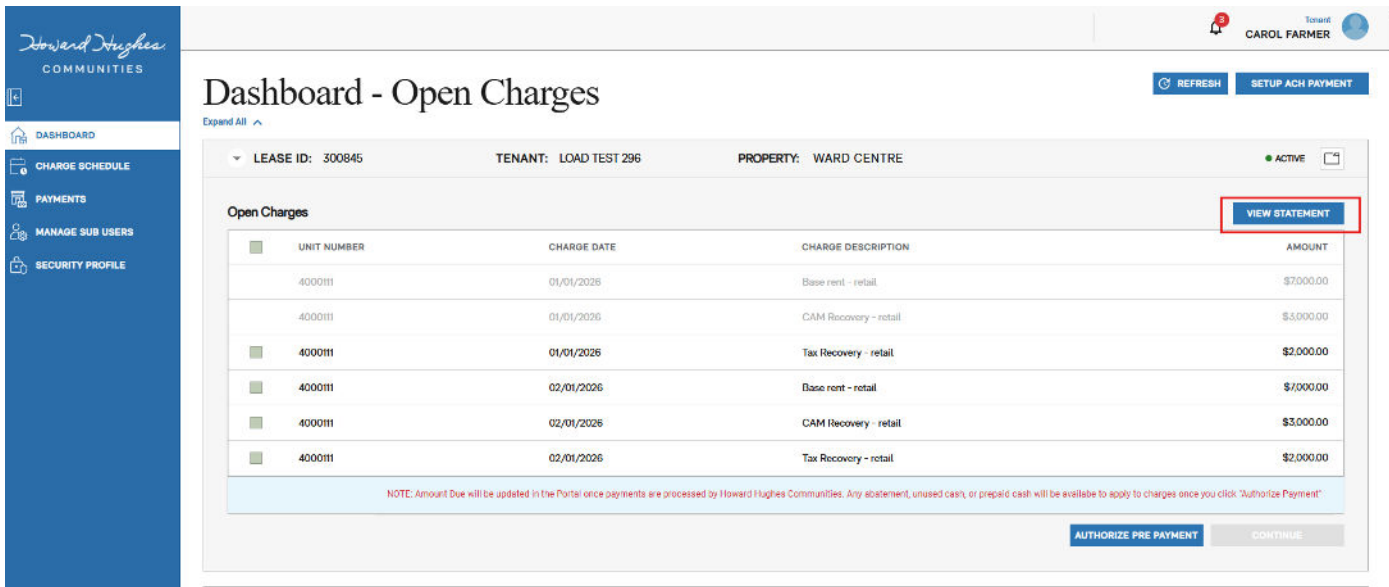 Howard Hughes
COMMUNITIES
DASHBOARD
CHARGE SCHEDULE
PAYMENTS
MANAGE SUB USERS
SECURITY PROFILE
3
Tenant
CAROL FARMER
Dashboard - Open Charges
REFRESH SETUP ACH PAYMENT
Expand All
LEASE ID: 300845 TENANT: LOAD TEST 296 PROPERTY: WARD CENTRE ACTIVE
Open Charges VIEW STATEMENT
UNIT NUMBER CHARGE DATE CHARGE DESCRIPTION AMOUNT
4000111 01/01/2026 Base rent - retail $7,000.00
4000111 01/01/2026 CAM Recovery - retail $3,000.00
4000111 01/01/2026 Tax Recovery - retail $2,000.00
4000111 02/01/2026 Base rent - retail $7,000.00
4000111 02/01/2026 CAM Recovery - retail $3,000.00
4000111 02/01/2026 Tax Recovery - retail $2,000.00
NOTE: Amount Due will be updated in the Portal once payments are processed by Howard Hughes Communities. Any abatement, unused cash, or prepaid cash will be availabe to apply to charges once you click "Authorize Payment"
AUTHORIZE PRE PAYMENT CONTINUE